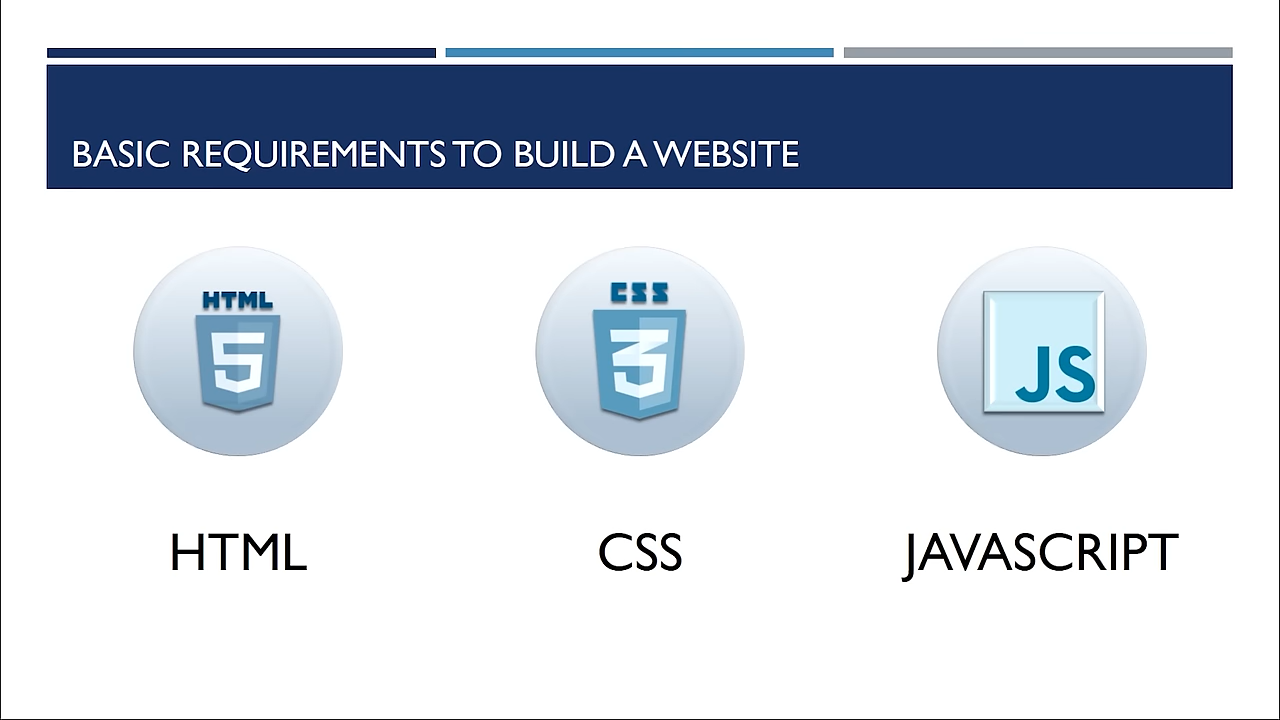 BASIC REQUIREMENTS TO BUILD A WEBSITE
HTML
5
CSS
3
JS
HTML
CSS
JAVASCRIPT